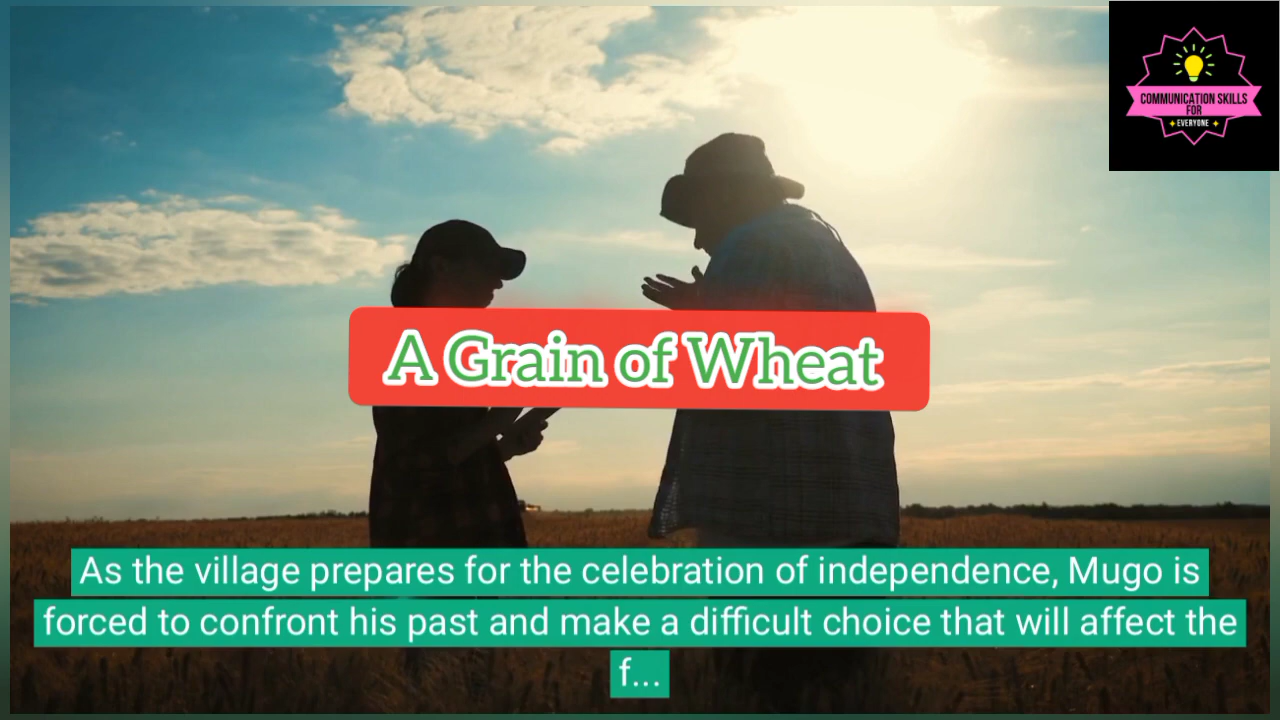 COMMUNICATION SKILLS
FOR
EVERYONE
A Grain of Wheat
As the village prepares for the celebration of independence, Mugo is
forced to confront his past and make a difficult choice that will affect the
f...